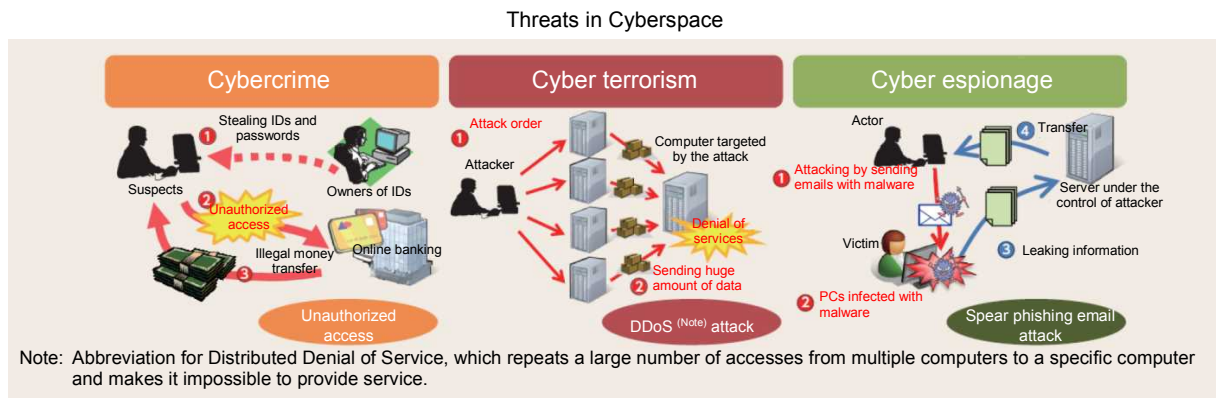 Threats in Cyberspace
Cybercrime
1
Stealing IDs and
passwords
Suspects
Owners of IDs
2
Unauthorized
access
Online banking
Illegal money
transfer
3
Unauthorized
access
Cyber terrorism
1
Attack order
Attacker
Computer targeted
by the attack
Denial of
services
2
Sending huge
amount of data
DDoS (Note) attack
Cyber espionage
Actor
4
Transfer
1
Attacking by sending
emails with malware
Server under the
control of attacker
Victim
3
Leaking information
2
PCs infected with
malware
Spear phishing email
attack
Note: Abbreviation for Distributed Denial of Service, which repeats a large number of accesses from multiple computers to a specific computer
and makes it impossible to provide service.